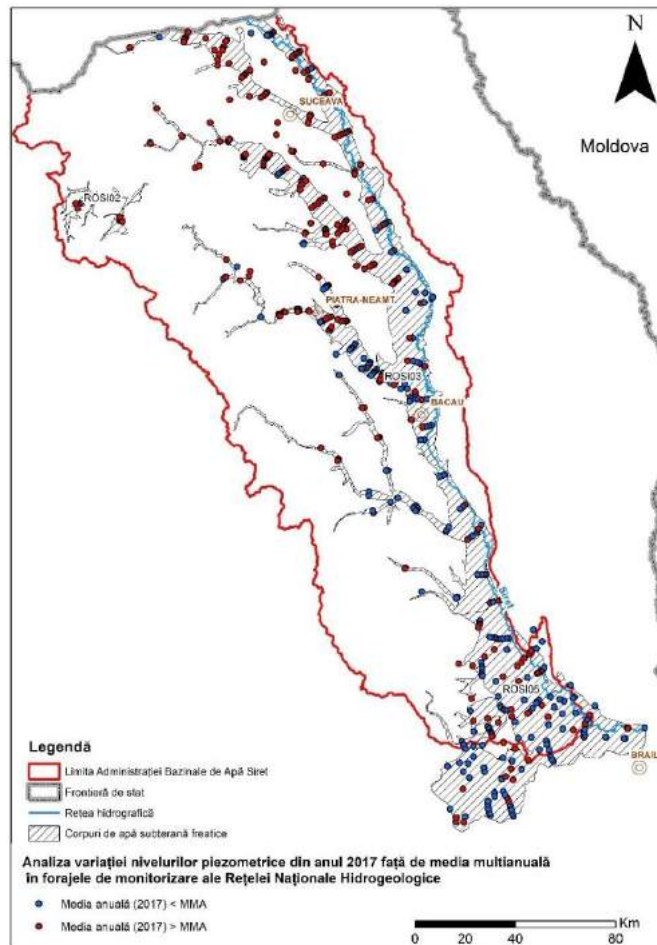 N
SUCEAVA
Moldova
ROSI02
PIATRA-NEAMT
ROSI03
BACAU
Siret
ROSI05
BRAIL
Legendă
Limita Administrației Bazinale de Apă Siret
Frontieră de stat
Rețea hidrografică
Corpuri de apă subterană freatice
Analiza variației nivelurilor piezometrice din anul 2017 față de media multianuală
în forajele de monitorizare ale Rețelei Naționale Hidrogeologice
Media anuală (2017) < MMA
Media anuală (2017) > MMA
Km
0 20 40 60 80